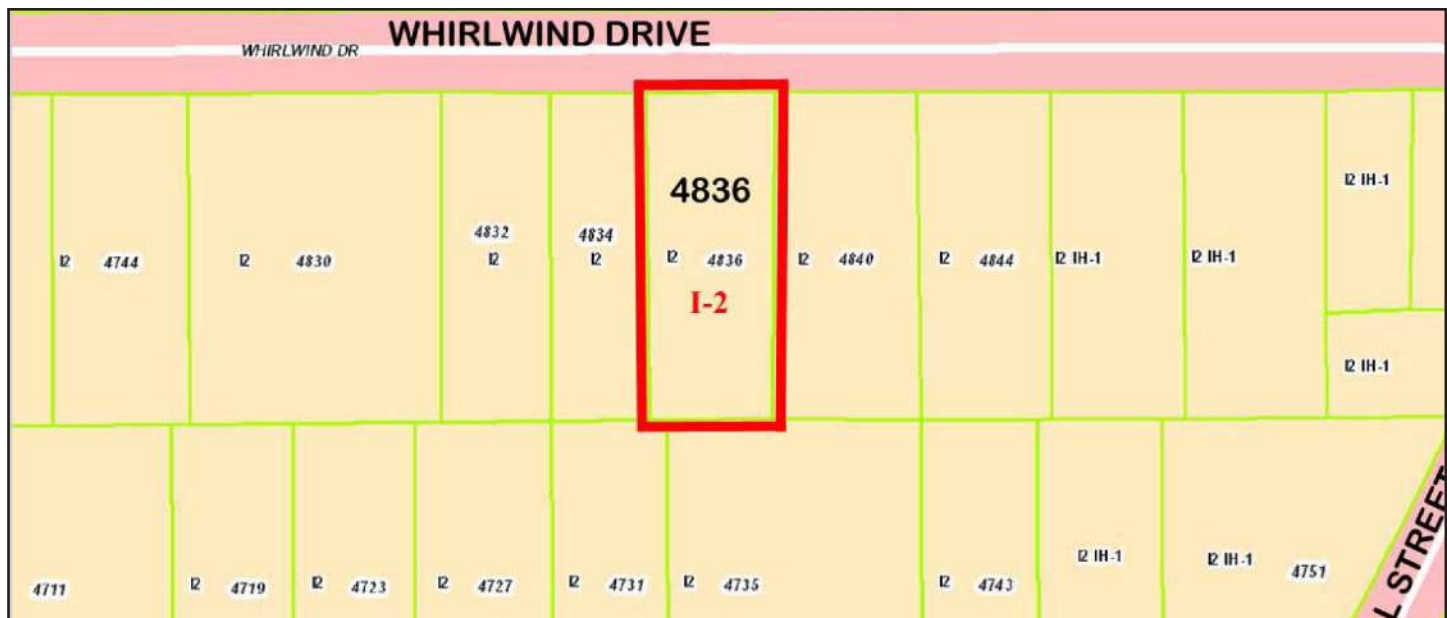 WHIRLWIND DRIVE
WHIRLWIND DR
4836
I2 IH-1
4832
4834
I2 4744
I2 4830
I2
I2
I2 4836
I2 4840
I2 4844
I2 IH-1
I2 IH-1
I-2
I2 IH-1
4711
I2 4719
I2 4723
I2 4727
I2 4731
I2 4735
I2 4743
I2 IH-1
I2 IH-1 4751
L STREET